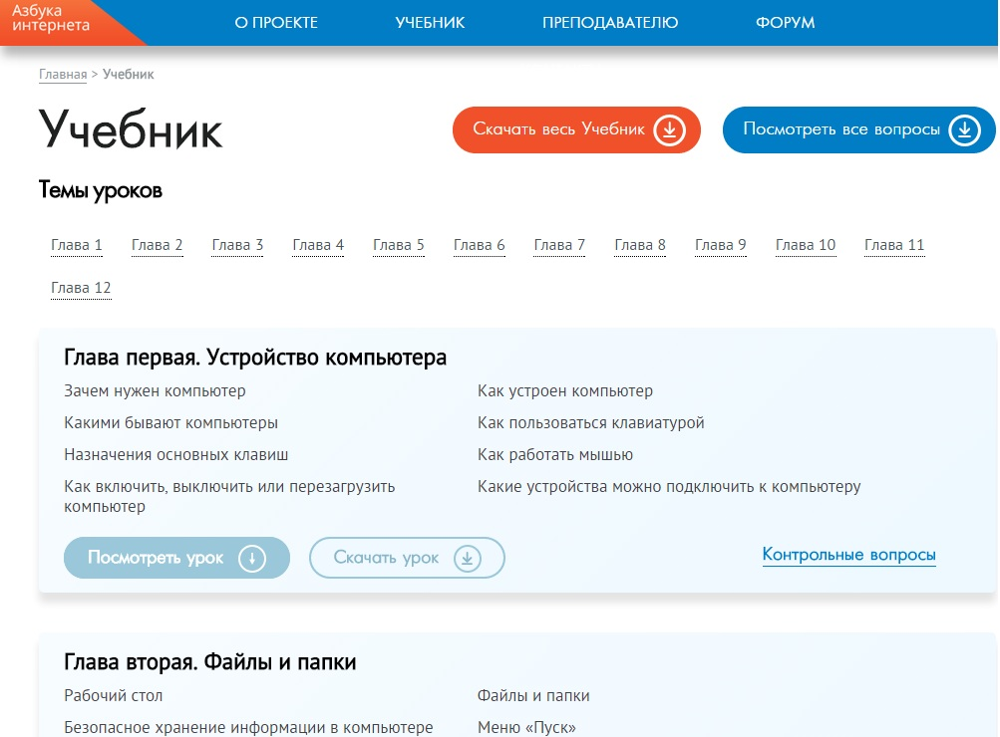 Азбука
интернета
О ПРОЕКТЕ УЧЕБНИК ПРЕПОДАВАТЕЛЮ ФОРУМ
Главная > Учебник
Учебник
Скачать весь Учебник
Посмотреть все вопросы
Темы уроков
Глава 1 Глава 2 Глава 3 Глава 4 Глава 5 Глава 6 Глава 7 Глава 8 Глава 9 Глава 10 Глава 11
Глава 12
Глава первая. Устройство компьютера
Зачем нужен компьютер
Как устроен компьютер
Какими бывают компьютеры
Как пользоваться клавиатурой
Назначения основных клавиш
Как работать мышью
Как включить, выключить или перезагрузить
компьютер
Какие устройства можно подключить к компьютеру
Посмотреть урок
Скачать урок
Контрольные вопросы
Глава вторая. Файлы и папки
Рабочий стол
Файлы и папки
Безопасное хранение информации в компьютере
Меню «Пуск»